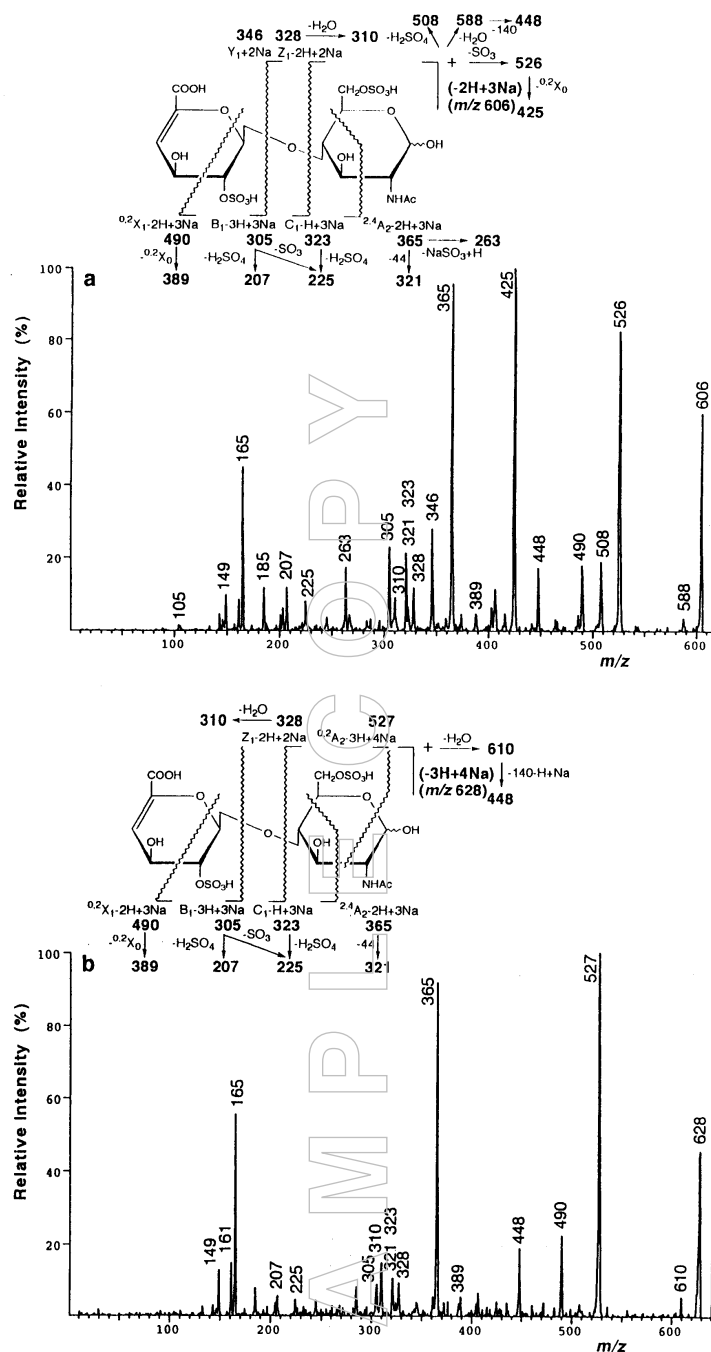 346 328 -H2O 310 508 588 -140 448
-H2SO4 -H2O
Y1+2Na Z1-2H+2Na + -SO3 526
(-2H+3Na) -0,2X0
(m/z 606) 425
COOH O CH2OSO3H O
OH O OH OH
OSO3H NHAc
0,2X1-2H+3Na B1-3H+3Na C1-H+3Na 2,4A2-2H+3Na
490 305 323 365 263
-0,2X0 -H2SO4 -SO3 -H2SO4 -44 -NaSO3+H
389 207 225 321
a
Relative Intensity (%)
100
80
60
40
20
105 149 165 185 207 225 263 305 310 321 323 328 346 365 389 425 448 490 508 526 588 606
100 200 300 400 500 600
m/z
-H2O
310 328 527
Z1-2H+2Na 0,2A2-3H+4Na + -H2O 610
(-3H+4Na) -140-H+Na
(m/z 628) 448
COOH O CH2OSO3H O
OH O OH OH
OSO3H NHAc
0,2X1-2H+3Na B1-3H+3Na C1-H+3Na 2,4A2-2H+3Na
490 305 323 365
-0,2X0 -H2SO4 -SO3 -H2SO4 -44
389 207 225 321
b
Relative Intensity (%)
100
80
60
40
20
149 161 165 207 225 305 310 321 323 328 365 389 448 490 527 610 628
100 200 300 400 500 600
m/z
AMPLE COPY